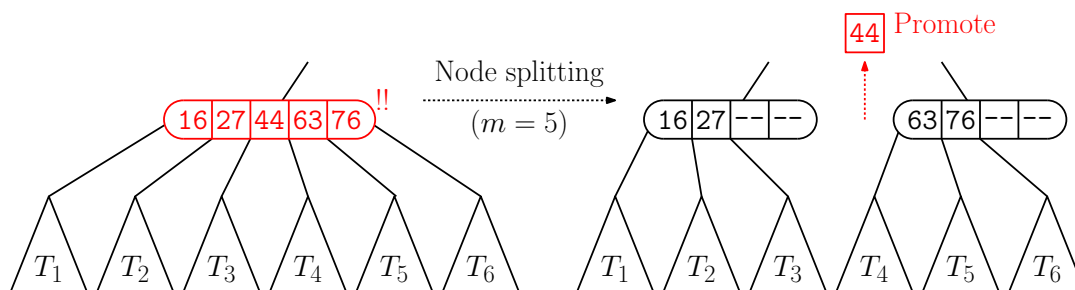 44 Promote
Node splitting
16 27 44 63 76 !!
(m = 5)
16 27 -- --
63 76 -- --
T1 T2 T3 T4 T5 T6
T1 T2 T3 T4 T5 T6